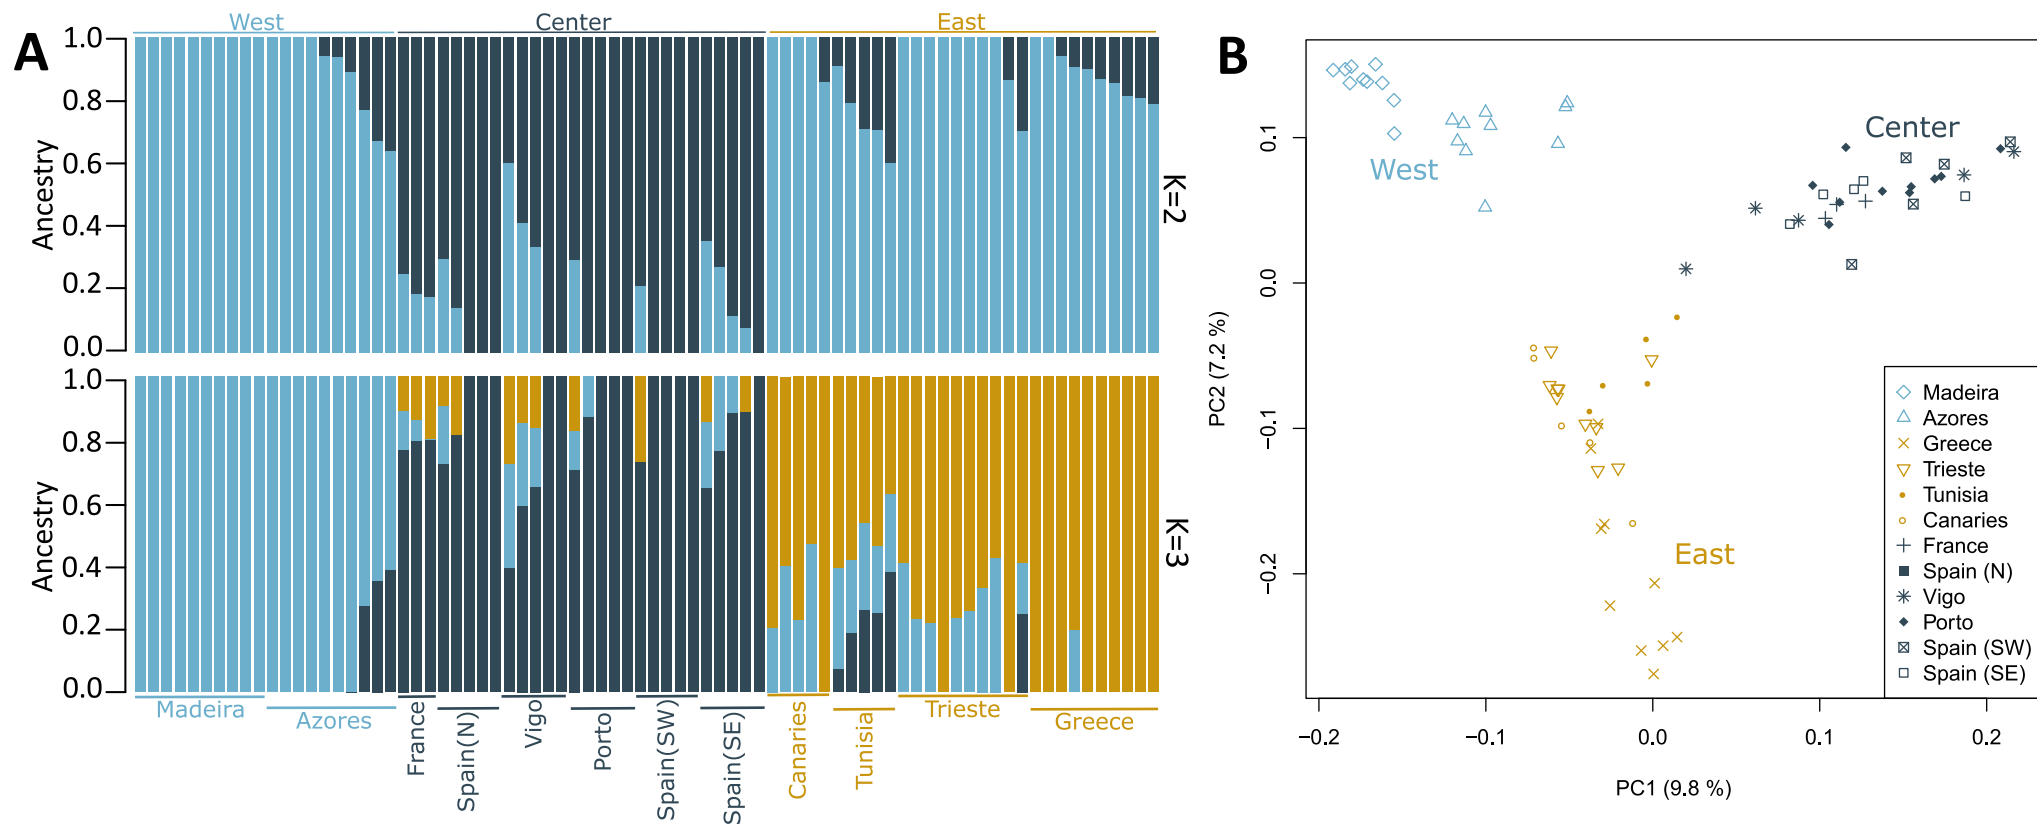 A
West Center East
1.0
0.8
0.6
0.4
0.2
0.0
Ancestry
K=2
1.0
0.8
0.6
0.4
0.2
0.0
Ancestry
K=3
Madeira Azores France Spain(N) Vigo Porto Spain(SW) Spain(SE) Canaries Tunisia Trieste Greece
B
West
Center
East
0.1
0.0
−0.1
−0.2
PC2 (7.2 %)
−0.2 −0.1 0.0 0.1 0.2
PC1 (9.8 %)
Madeira
Azores
Greece
Trieste
Tunisia
Canaries
France
Spain (N)
Vigo
Porto
Spain (SW)
Spain (SE)